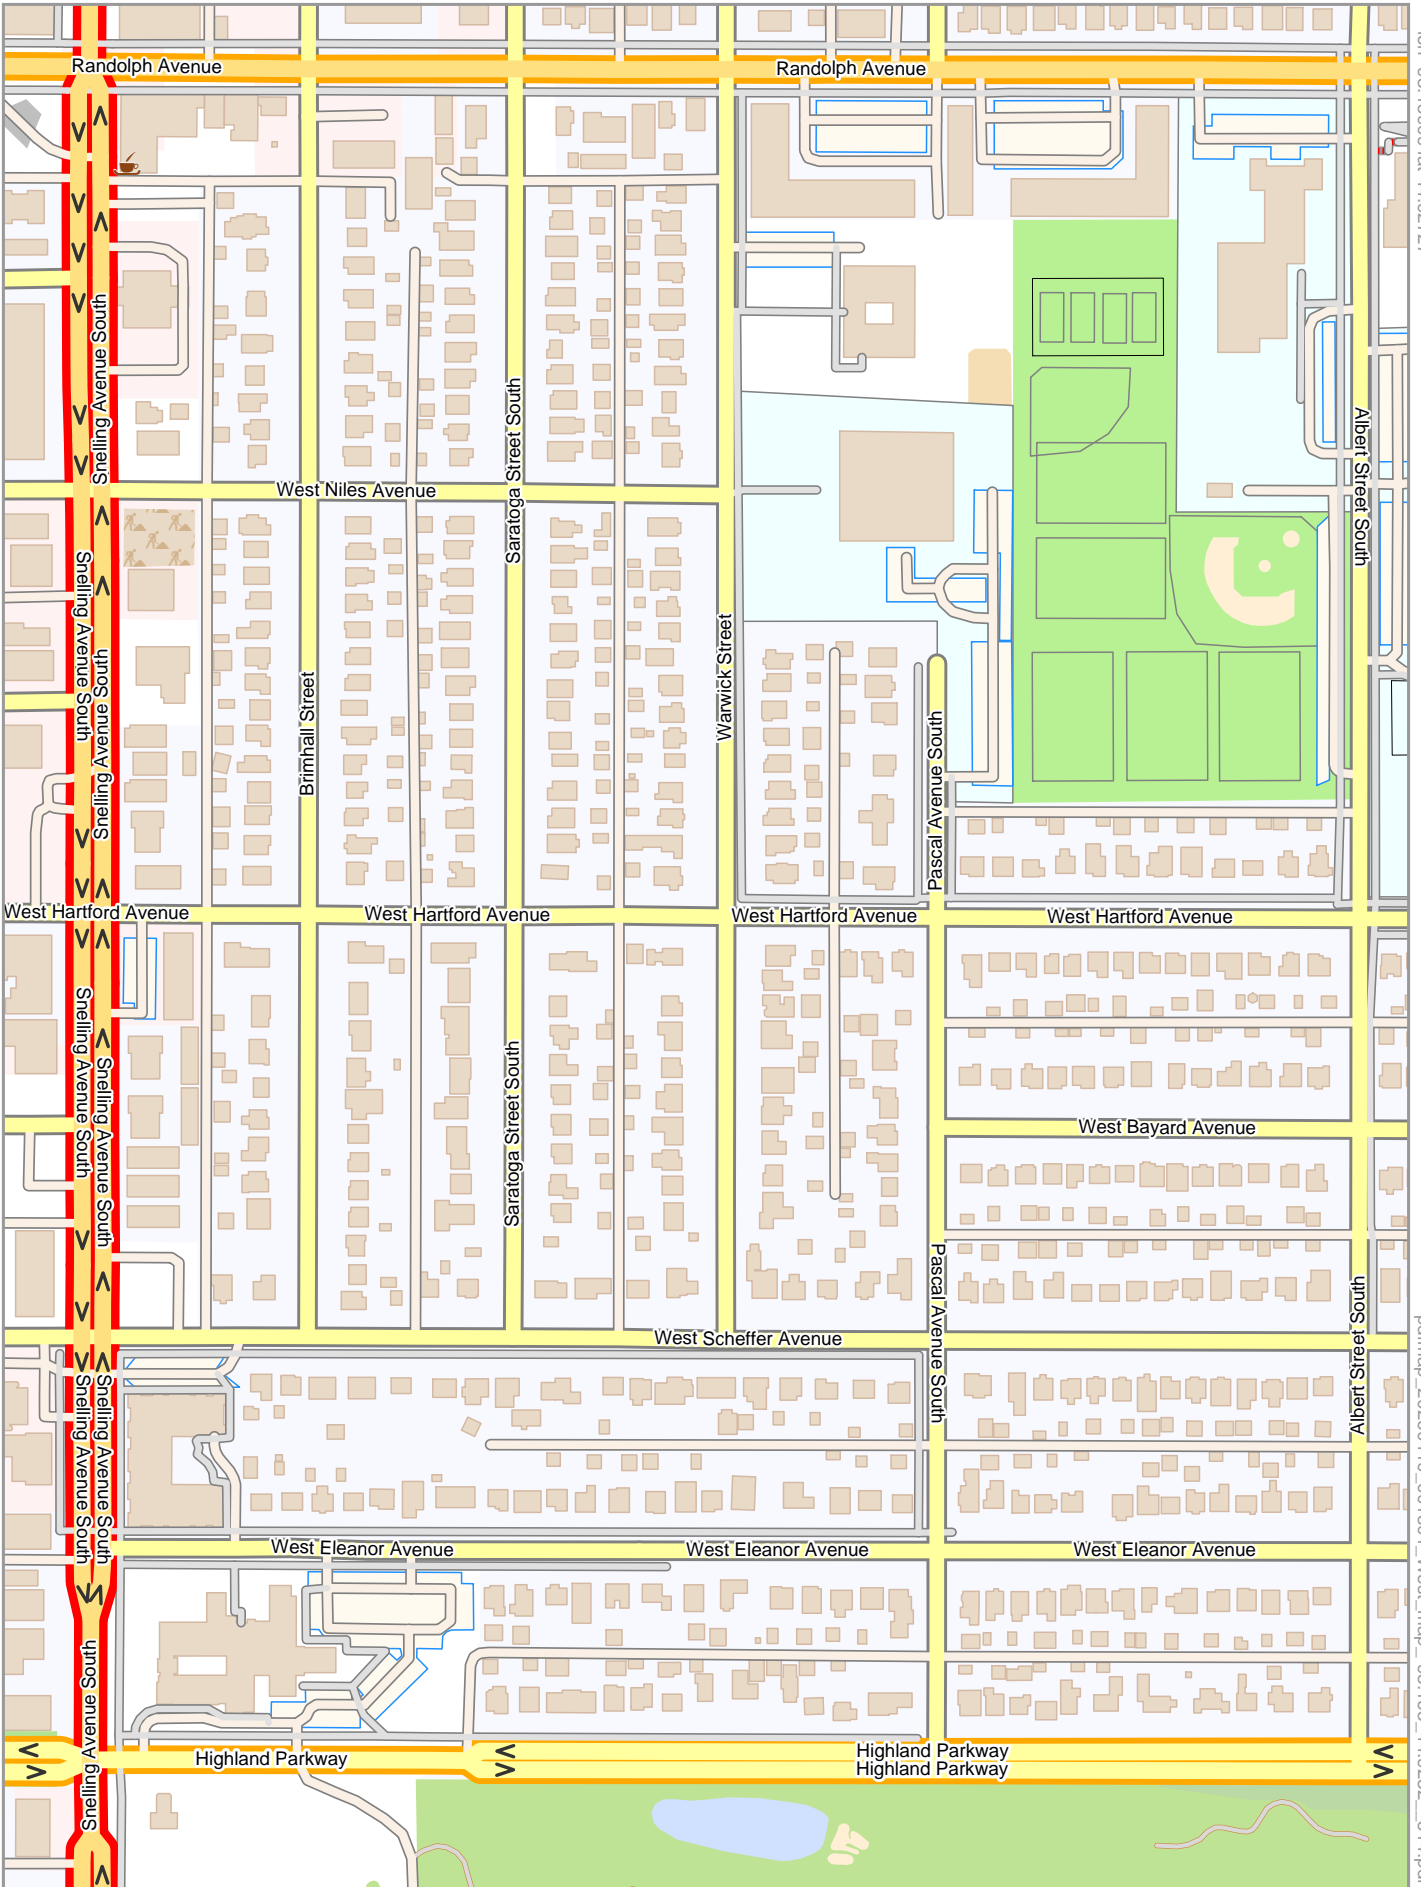 Randolph Avenue
Randolph Avenue
Snelling Avenue South
Saratoga Street South
Albert Street South
West Niles Avenue
Snelling Avenue South
Snelling Avenue South
Brimhall Street
Warwick Street
Pascal Avenue South
West Hartford Avenue
West Hartford Avenue
West Hartford Avenue
West Hartford Avenue
Snelling Avenue South
Snelling Avenue South
Saratoga Street South
West Bayard Avenue
Pascal Avenue South
Albert Street South
West Scheffer Avenue
Snelling Avenue South
Snelling Avenue South
West Eleanor Avenue
West Eleanor Avenue
West Eleanor Avenue
Snelling Avenue South
Highland Parkway
Highland Parkway
Highland Parkway